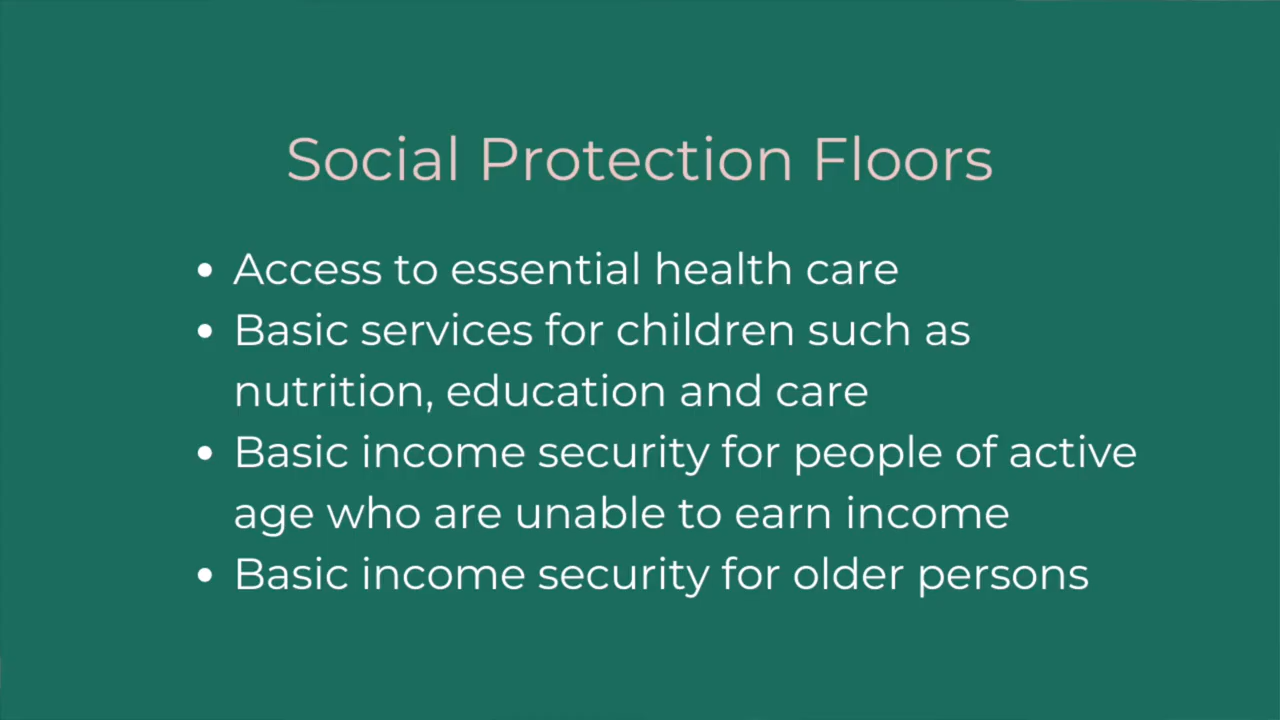 Social Protection Floors
• Access to essential health care
• Basic services for children such as
nutrition, education and care
• Basic income security for people of active
age who are unable to earn income
• Basic income security for older persons